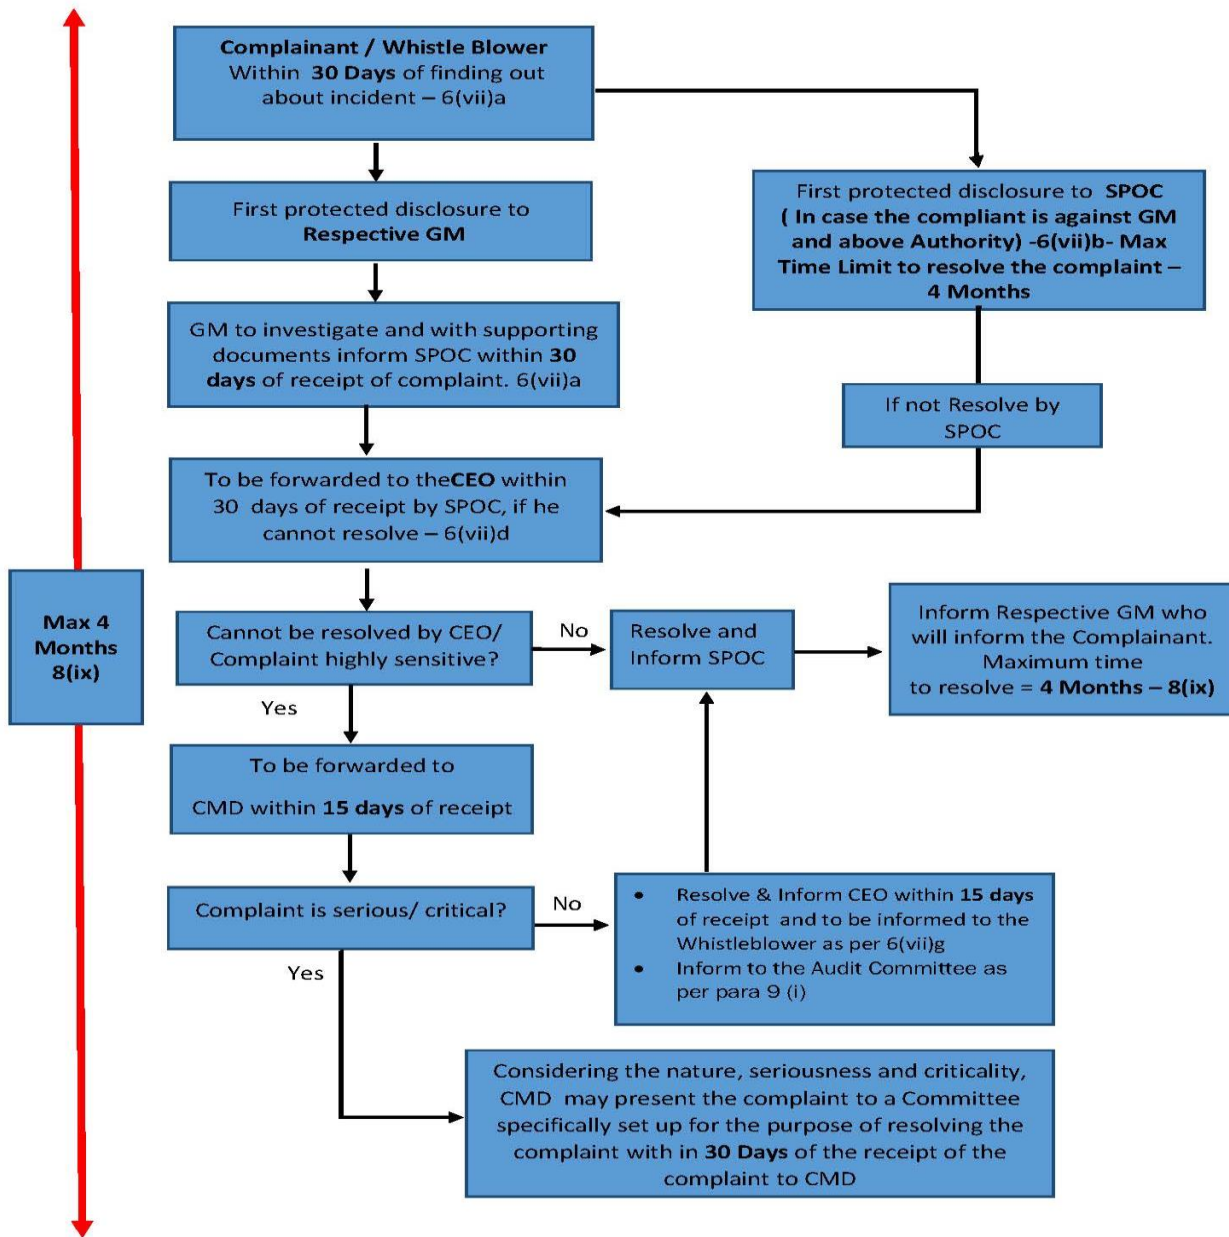 Complainant / Whistle Blower
Within 30 Days of finding out
about incident – 6(vii)a
First protected disclosure to
Respective GM
First protected disclosure to SPOC
( In case the compliant is against GM
and above Authority) -6(vii)b- Max
Time Limit to resolve the complaint –
4 Months
GM to investigate and with supporting
documents inform SPOC within 30
days of receipt of complaint. 6(vii)a
If not Resolve by
SPOC
To be forwarded to theCEO within
30 days of receipt by SPOC, if he
cannot resolve – 6(vii)d
Max 4
Months
8(ix)
Cannot be resolved by CEO/
Complaint highly sensitive?
No
Resolve and
Inform SPOC
Inform Respective GM who
will inform the Complainant.
Maximum time
to resolve = 4 Months – 8(ix)
Yes
To be forwarded to
CMD within 15 days of receipt
Complaint is serious/ critical?
No
• Resolve & Inform CEO within 15 days
of receipt and to be informed to the
Whistleblower as per 6(vii)g
• Inform to the Audit Committee as
per para 9 (i)
Yes
Considering the nature, seriousness and criticality,
CMD may present the complaint to a Committee
specifically set up for the purpose of resolving the
complaint with in 30 Days of the receipt of the
complaint to CMD